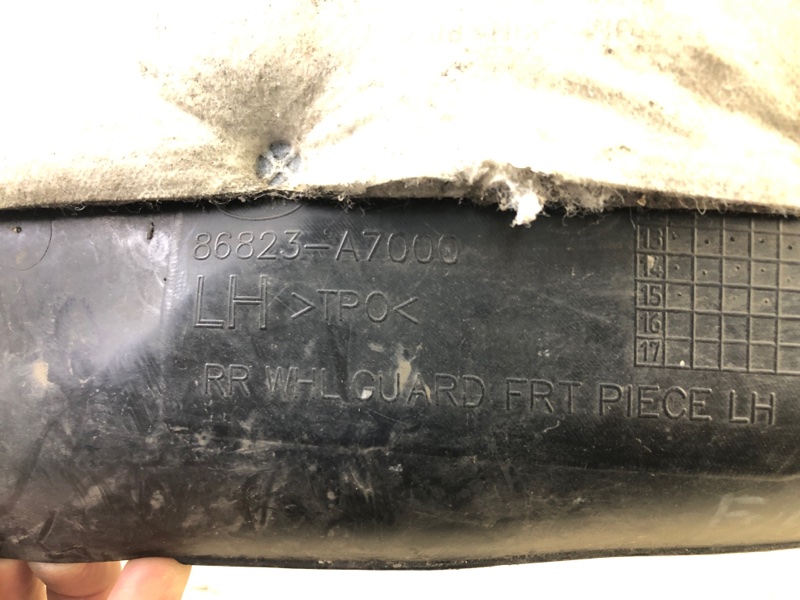 86823-A7000
LH >TPO<
RR WHL GUARD FRT PIECE LH
13
14
15
16
17